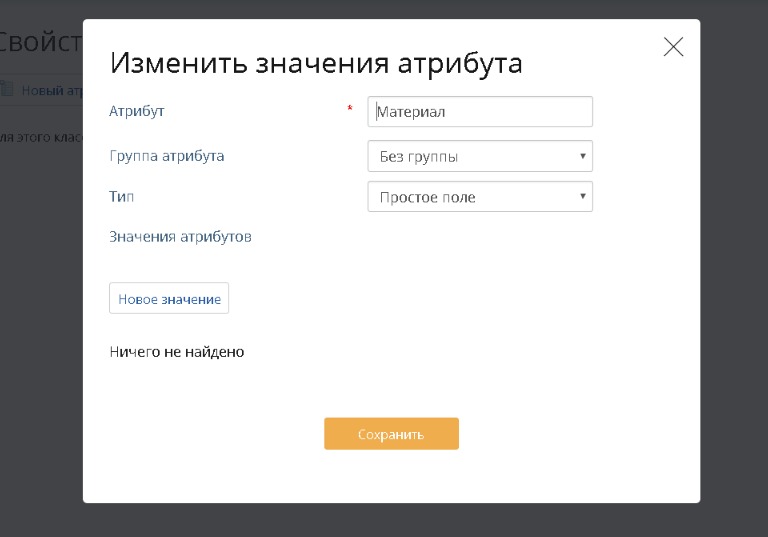 Свойст
Изменить значения атрибута
Новый атр
Атрибут * Материал
ля этого клас
Группа атрибута Без группы
Тип Простое поле
Значения атрибутов
Новое значение
Ничего не найдено
Сохранить